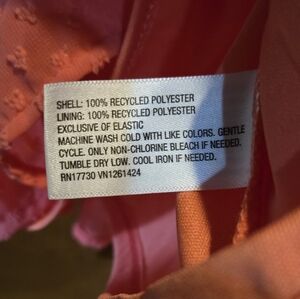 SHELL: 100% RECYCLED POLYESTER
LINING: 100% RECYCLED POLYESTER
EXCLUSIVE OF ELASTIC
MACHINE WASH COLD WITH LIKE COLORS. GENTLE
CYCLE. ONLY NON-CHLORINE BLEACH IF NEEDED.
TUMBLE DRY LOW. COOL IRON IF NEEDED.
RN17730 VN1261424